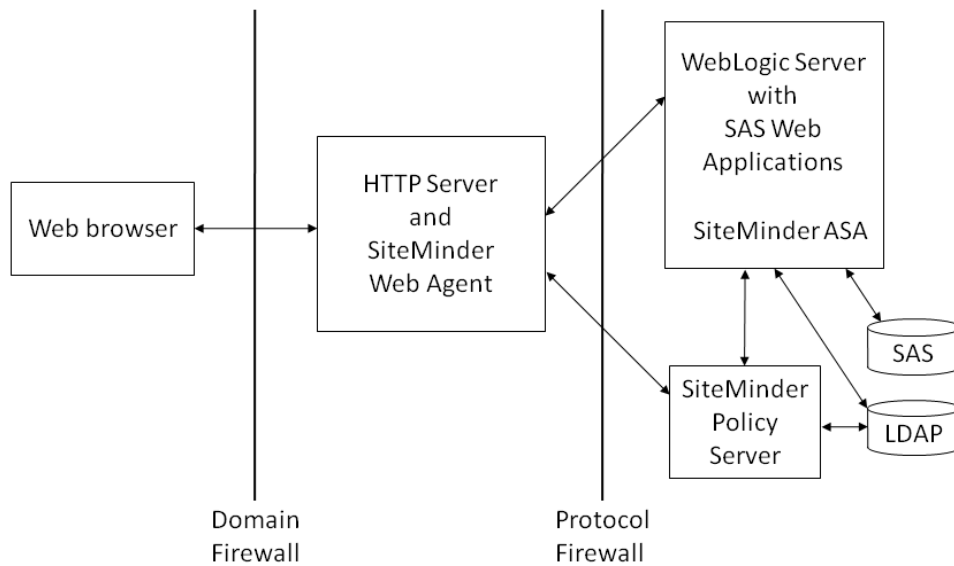 WebLogic Server
with
SAS Web
Applications
SiteMinder ASA
HTTP Server
and
SiteMinder
Web Agent
Web browser
SAS
SiteMinder
Policy
Server
LDAP
Domain
Firewall
Protocol
Firewall